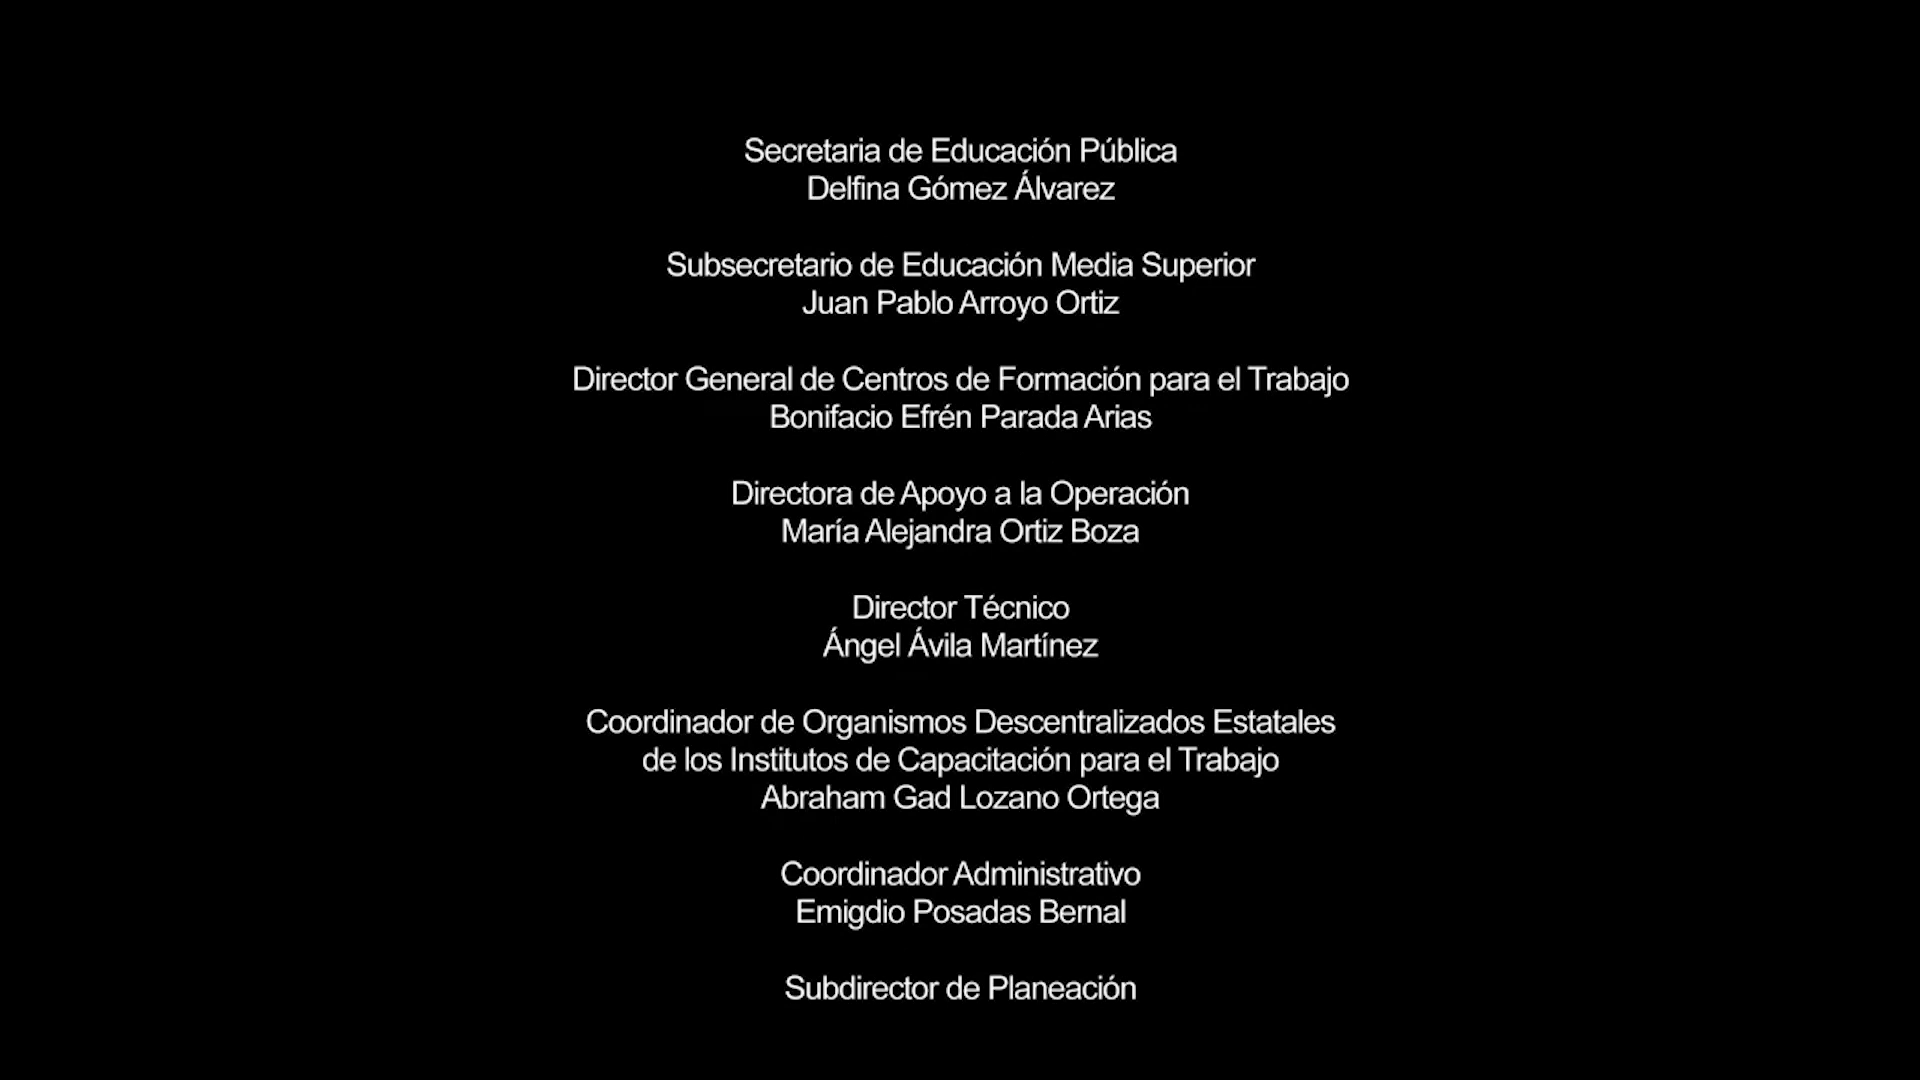 Secretaria de Educación Pública
Delfina Gómez Álvarez
Subsecretario de Educación Media Superior
Juan Pablo Arroyo Ortiz
Director General de Centros de Formación para el Trabajo
Bonifacio Efrén Parada Arias
Directora de Apoyo a la Operación
María Alejandra Ortiz Boza
Director Técnico
Ángel Ávila Martínez
Coordinador de Organismos Descentralizados Estatales
de los Institutos de Capacitación para el Trabajo
Abraham Gad Lozano Ortega
Coordinador Administrativo
Emigdio Posadas Bernal
Subdirector de Planeación